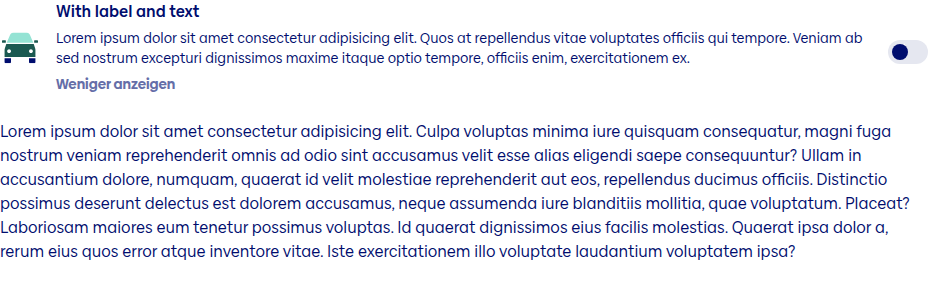 With label and text
Lorem ipsum dolor sit amet consectetur adipisicing elit. Quos at repellendus vitae voluptates officiis qui tempore. Veniam ab
sed nostrum excepturi dignissimos maxime itaque optio tempore, officiis enim, exercitationem ex.
Weniger anzeigen
Lorem ipsum dolor sit amet consectetur adipisicing elit. Culpa voluptas minima iure quisquam consequatur, magni fuga
nostrum veniam reprehenderit omnis ad odio sint accusamus velit esse alias eligendi saepe consequuntur? Ullam in
accusantium dolore, numquam, quaerat id velit molestiae reprehenderit aut eos, repellendus ducimus officiis. Distinctio
possimus deserunt delectus est dolorem accusamus, neque assumenda iure blanditiis mollitia, quae voluptatum. Placeat?
Laboriosam maiores eum tenetur possimus voluptas. Id quaerat dignissimos eius facilis molestias. Quaerat ipsa dolor a,
rerum eius quos error atque inventore vitae. Iste exercitationem illo voluptate laudantium voluptatem ipsa?